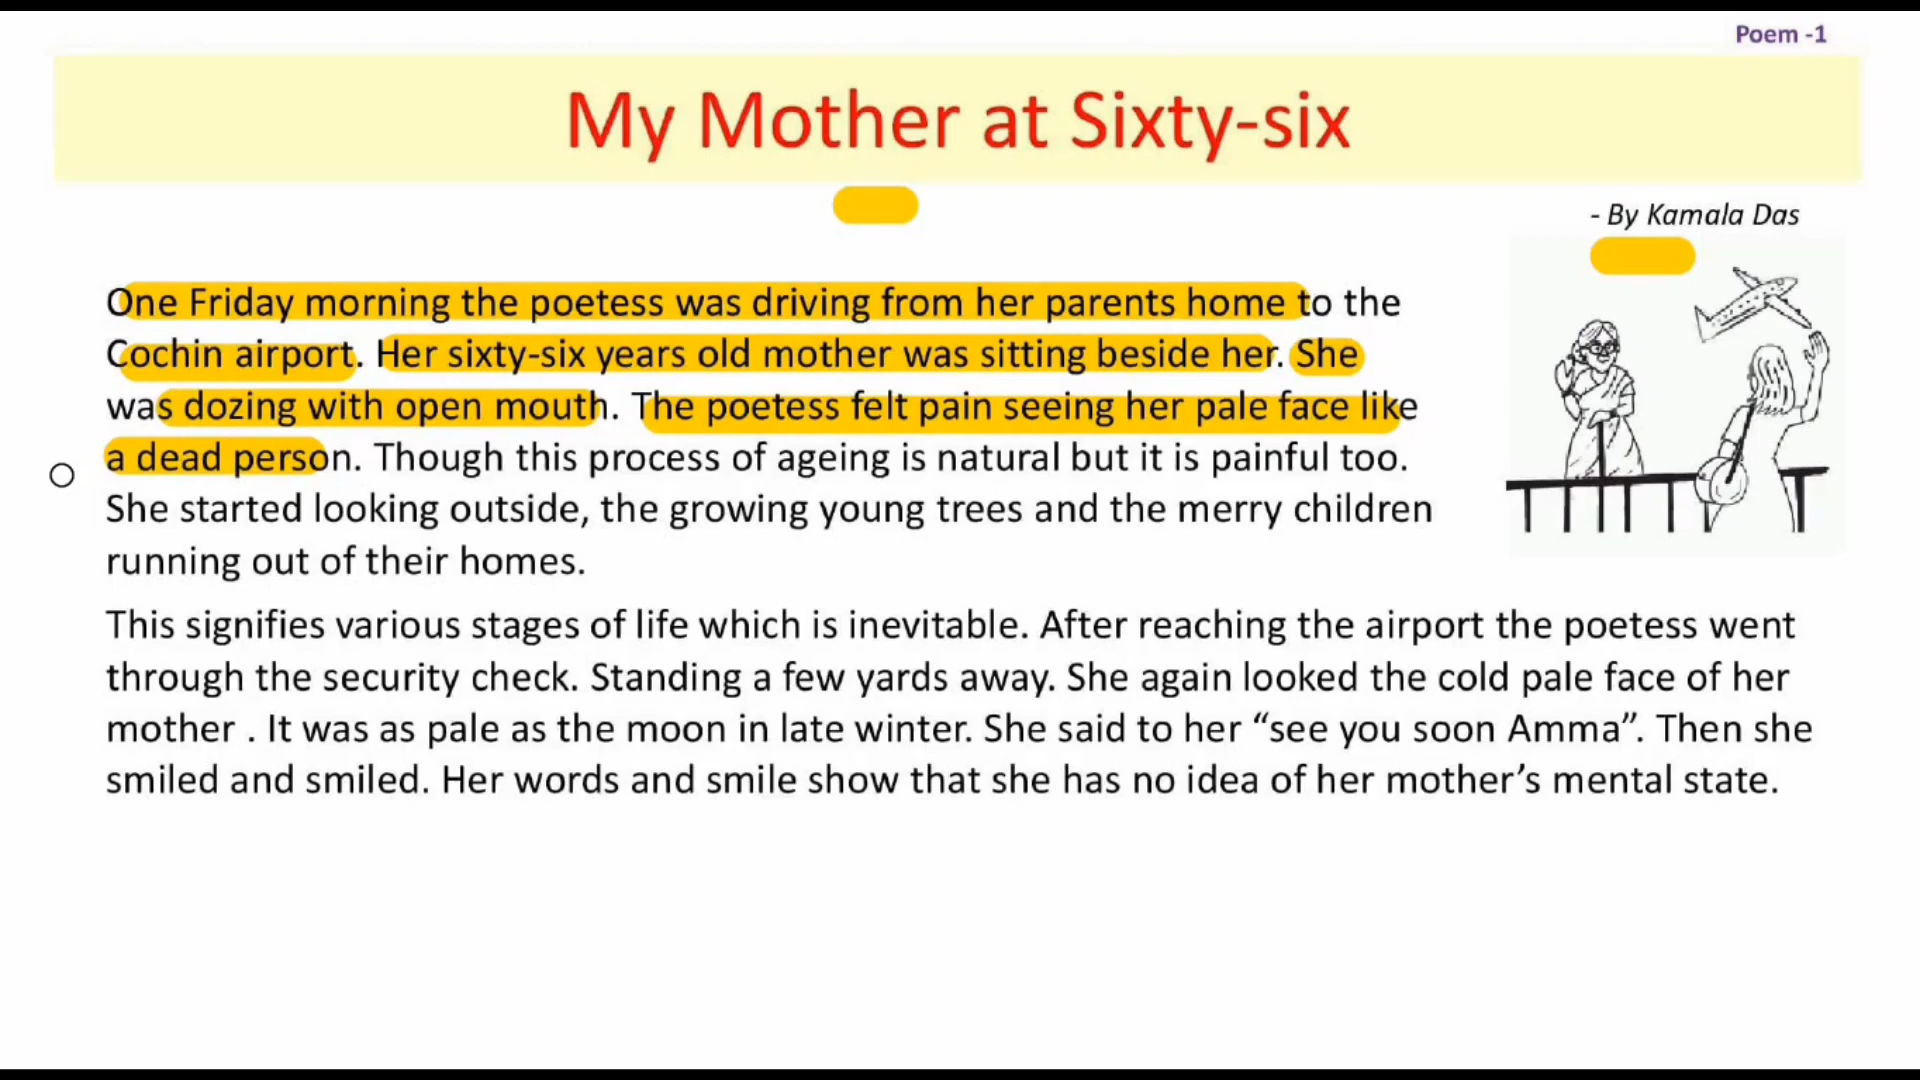 Poem -1
My Mother at Sixty-six
- By Kamala Das
One Friday morning the poetess was driving from her parents home to the
Cochin airport. Her sixty-six years old mother was sitting beside her. She
was dozing with open mouth. The poetess felt pain seeing her pale face like
a dead person. Though this process of ageing is natural but it is painful too.
She started looking outside, the growing young trees and the merry children
running out of their homes.
This signifies various stages of life which is inevitable. After reaching the airport the poetess went
through the security check. Standing a few yards away. She again looked the cold pale face of her
mother . It was as pale as the moon in late winter. She said to her “see you soon Amma”. Then she
smiled and smiled. Her words and smile show that she has no idea of her mother’s mental state.